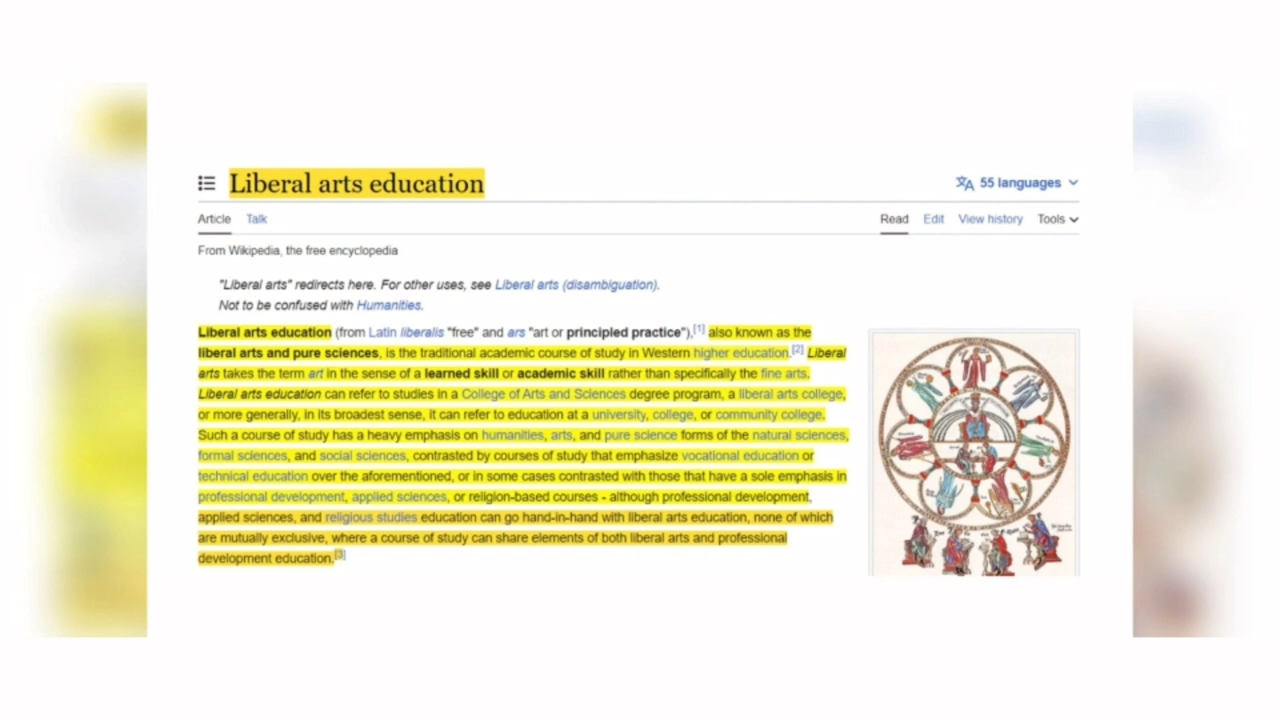 Liberal arts education
55 languages
Article Talk
Read Edit View history Tools
From Wikipedia, the free encyclopedia
"Liberal arts" redirects here. For other uses, see Liberal arts (disambiguation).
Not to be confused with Humanities.
Liberal arts education (from Latin liberalis "free" and ars "art or principled practice"),[1] also known as the
liberal arts and pure sciences, is the traditional academic course of study in Western higher education.[2] Liberal
arts takes the term art in the sense of a learned skill or academic skill rather than specifically the fine arts.
Liberal arts education can refer to studies in a College of Arts and Sciences degree program, a liberal arts college,
or more generally, in its broadest sense, it can refer to education at a university, college, or community college.
Such a course of study has a heavy emphasis on humanities, arts, and pure science forms of the natural sciences,
formal sciences, and social sciences, contrasted by courses of study that emphasize vocational education or
technical education over the aforementioned, or in some cases contrasted with those that have a sole emphasis in
professional development, applied sciences, or religion-based courses - although professional development,
applied sciences, and religious studies education can go hand-in-hand with liberal arts education, none of which
are mutually exclusive, where a course of study can share elements of both liberal arts and professional
development education.[3]